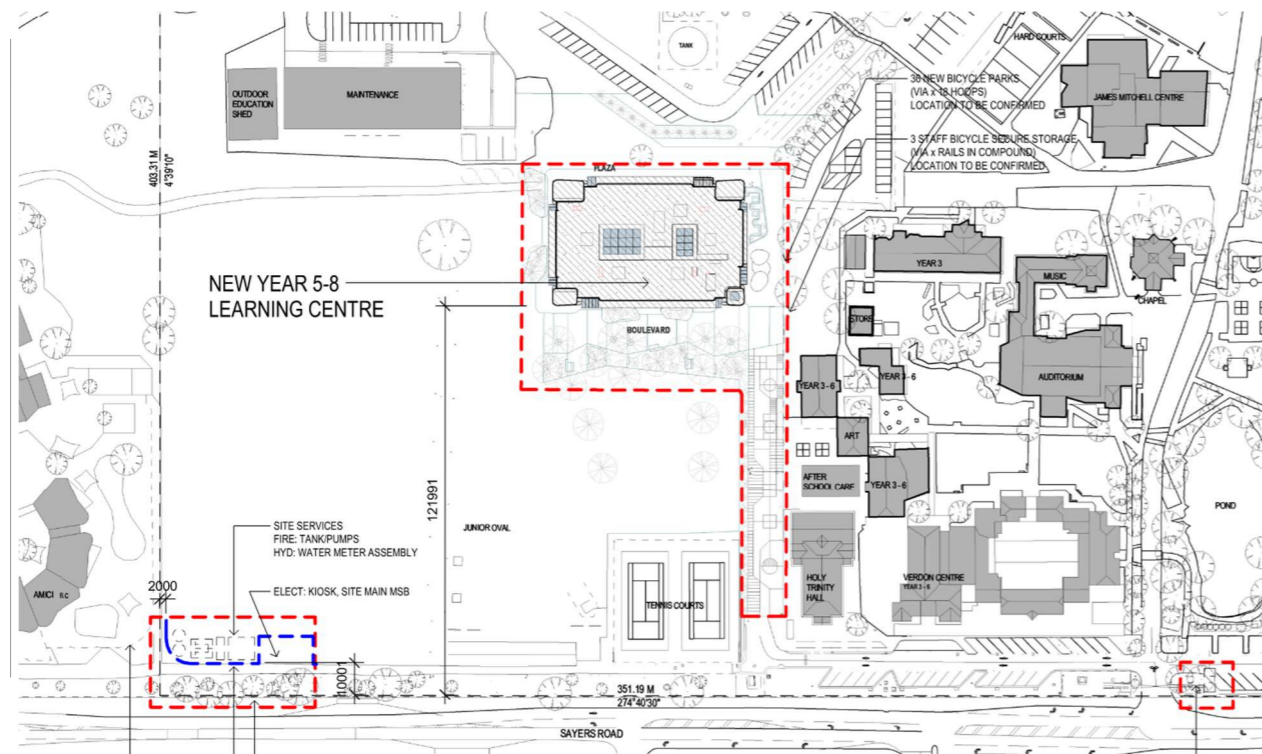 TANK
HARD COURTS
OUTDOOR
EDUCATION
SHED
MAINTENANCE
36 NEW BICYCLE PARKS
(VIA x 18 HOOPS)
LOCATION TO BE CONFIRMED
JAMES MITCHELL CENTRE
3 STAFF BICYCLE SECURE STORAGE
(VIA x RAILS IN COMPOUND)
LOCATION TO BE CONFIRMED
403.31 M
4°39'10"
PLAZA
NEW YEAR 5-8
LEARNING CENTRE
YEAR 3
MUSIC
CHAPEL
STORE
BOULEVARD
YEAR 3 - 6
YEAR 3 - 6
AUDITORIUM
ART
AFTER
SCHOOL CARE
YEAR 3 - 6
121991
POND
SITE SERVICES
FIRE: TANK/PUMPS
HYD: WATER METER ASSEMBLY
JUNIOR OVAL
2000
ELECT: KIOSK, SITE MAIN MSB
AMICI
TENNIS COURTS
HOLY
TRINITY
HALL
VERDON CENTRE
YEAR 3 - 6
10001
351.19 M
274°40'30"
SAYERS ROAD